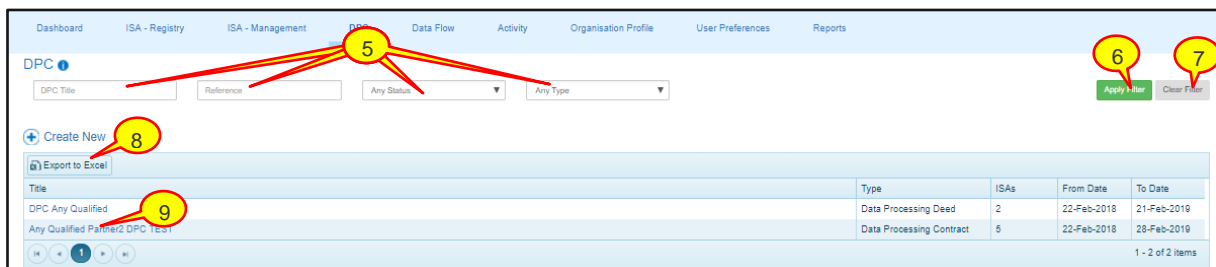 Dashboard ISA - Registry ISA - Management DPC Data Flow Activity Organisation Profile User Preferences Reports
5
6
7
DPC
DPC Title Reference Any Status Any Type Apply Filter Clear Filter
Create New
8
Export to Excel
Title Type ISAs From Date To Date
DPC Any Qualified Data Processing Deed 2 22-Feb-2018 21-Feb-2019
9
Any Qualified Partner2 DPC TEST Data Processing Contract 5 22-Feb-2018 28-Feb-2019
1 1 - 2 of 2 items